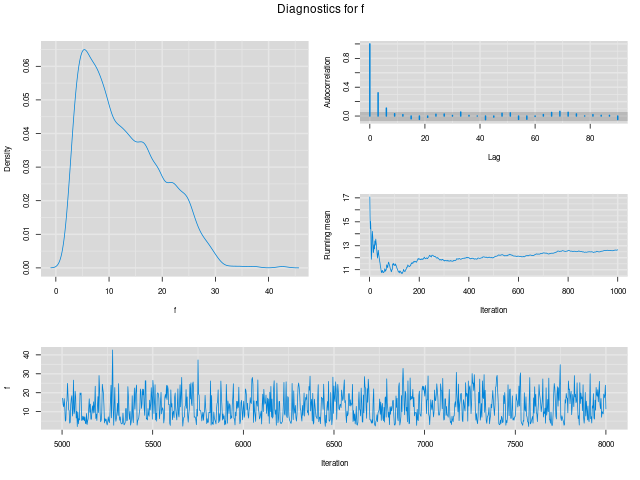 Diagnostics for f
Density
0.00 0.01 0.02 0.03 0.04 0.05 0.06
0 10 20 30 40
f
Autocorrelation
0.0 0.4 0.8
0 20 40 60 80
Lag
Running mean
11 13 15 17
0 200 400 600 800 1000
Iteration
f
10 20 30 40
5000 5500 6000 6500 7000 7500 8000
Iteration